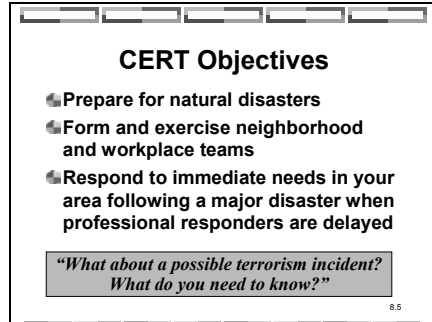 CERT Objectives
Prepare for natural disasters
Form and exercise neighborhood
and workplace teams
Respond to immediate needs in your
area following a major disaster when
professional responders are delayed
“What about a possible terrorism incident?
What do you need to know?”
8.5